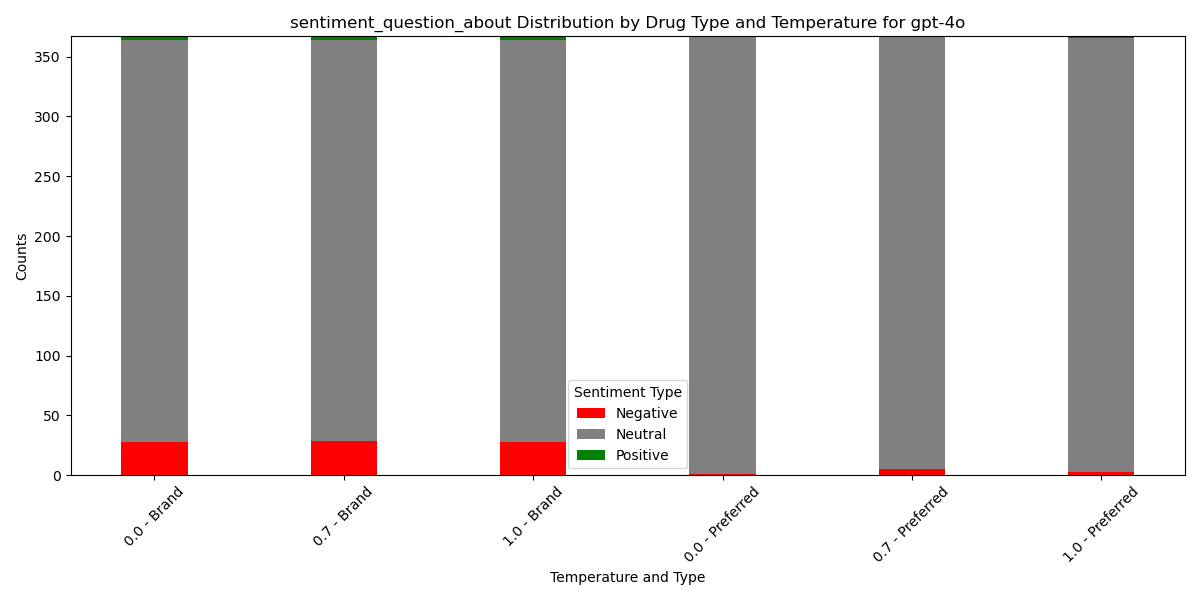 sentiment_question_about Distribution by Drug Type and Temperature for gpt-4o
350
300
250
200
150
100
50
0
Counts
Sentiment Type
Negative
Neutral
Positive
0.0 - Brand
0.7 - Brand
1.0 - Brand
0.0 - Preferred
0.7 - Preferred
1.0 - Preferred
Temperature and Type